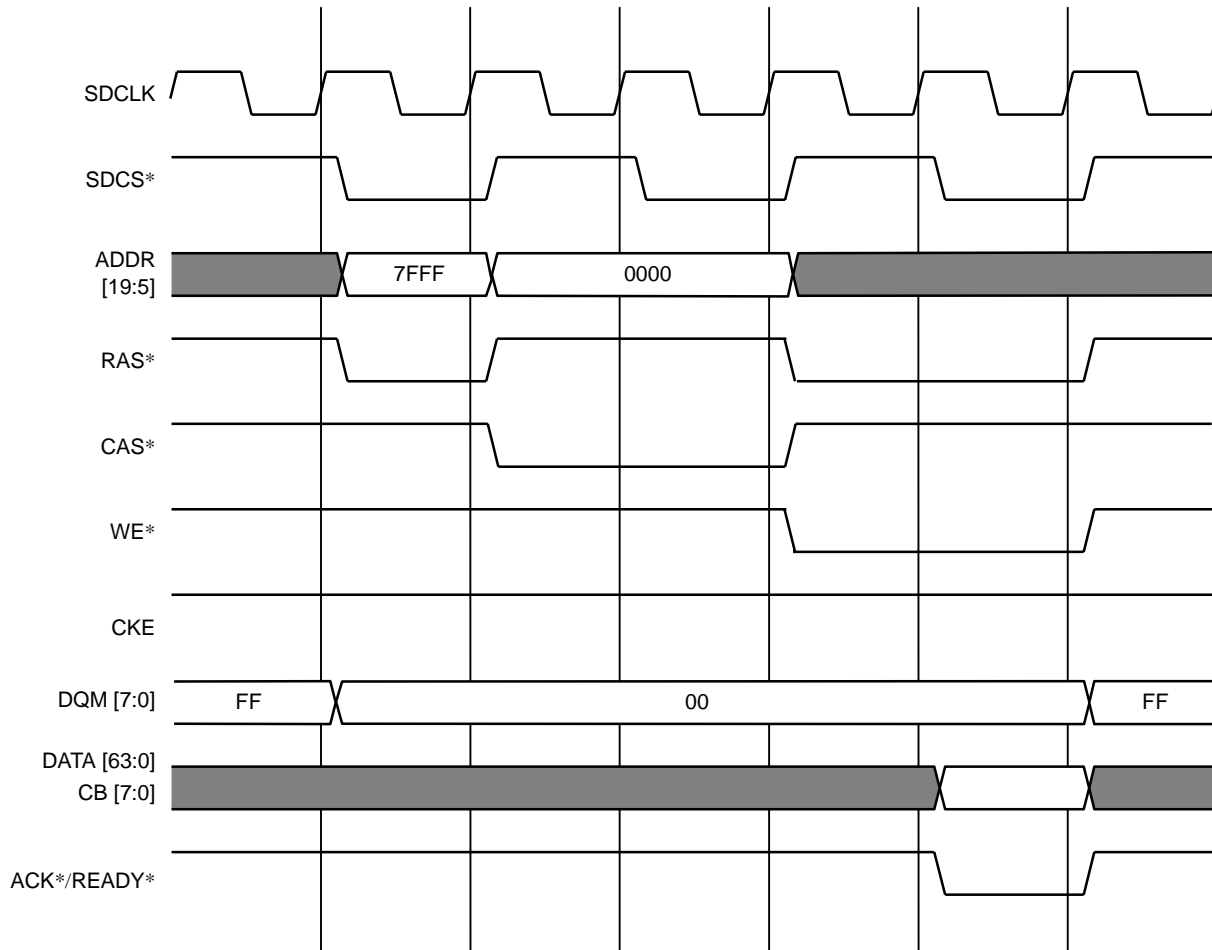 SDCLK
SDCS*
ADDR
[19:5]
7FFF
0000
RAS*
CAS*
WE*
CKE
DQM [7:0]
FF
00
FF
DATA [63:0]
CB [7:0]
ACK*/READY*